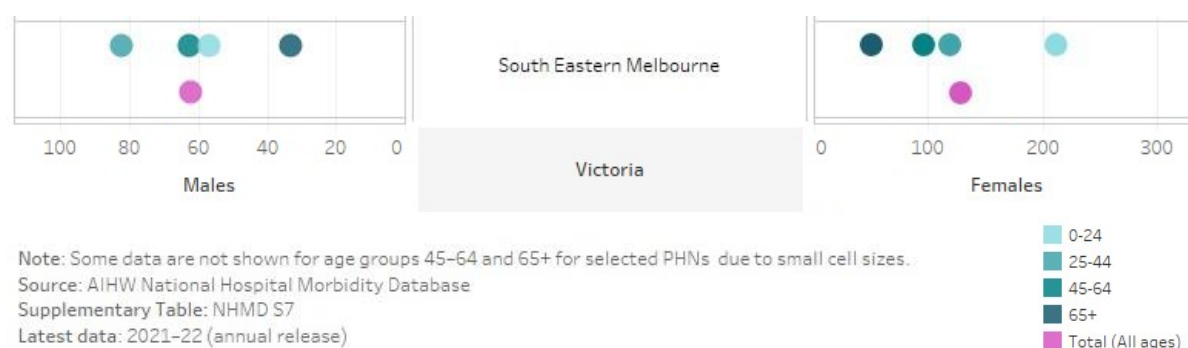 South Eastern Melbourne
100 80 60 40 20 0
0 100 200 300
Males
Victoria
Females
Note: Some data are not shown for age groups 45–64 and 65+ for selected PHNs due to small cell sizes.
Source: AIHW National Hospital Morbidity Database
Supplementary Table: NHMD S7
Latest data: 2021–22 (annual release)
0-24
25-44
45-64
65+
Total (All ages)